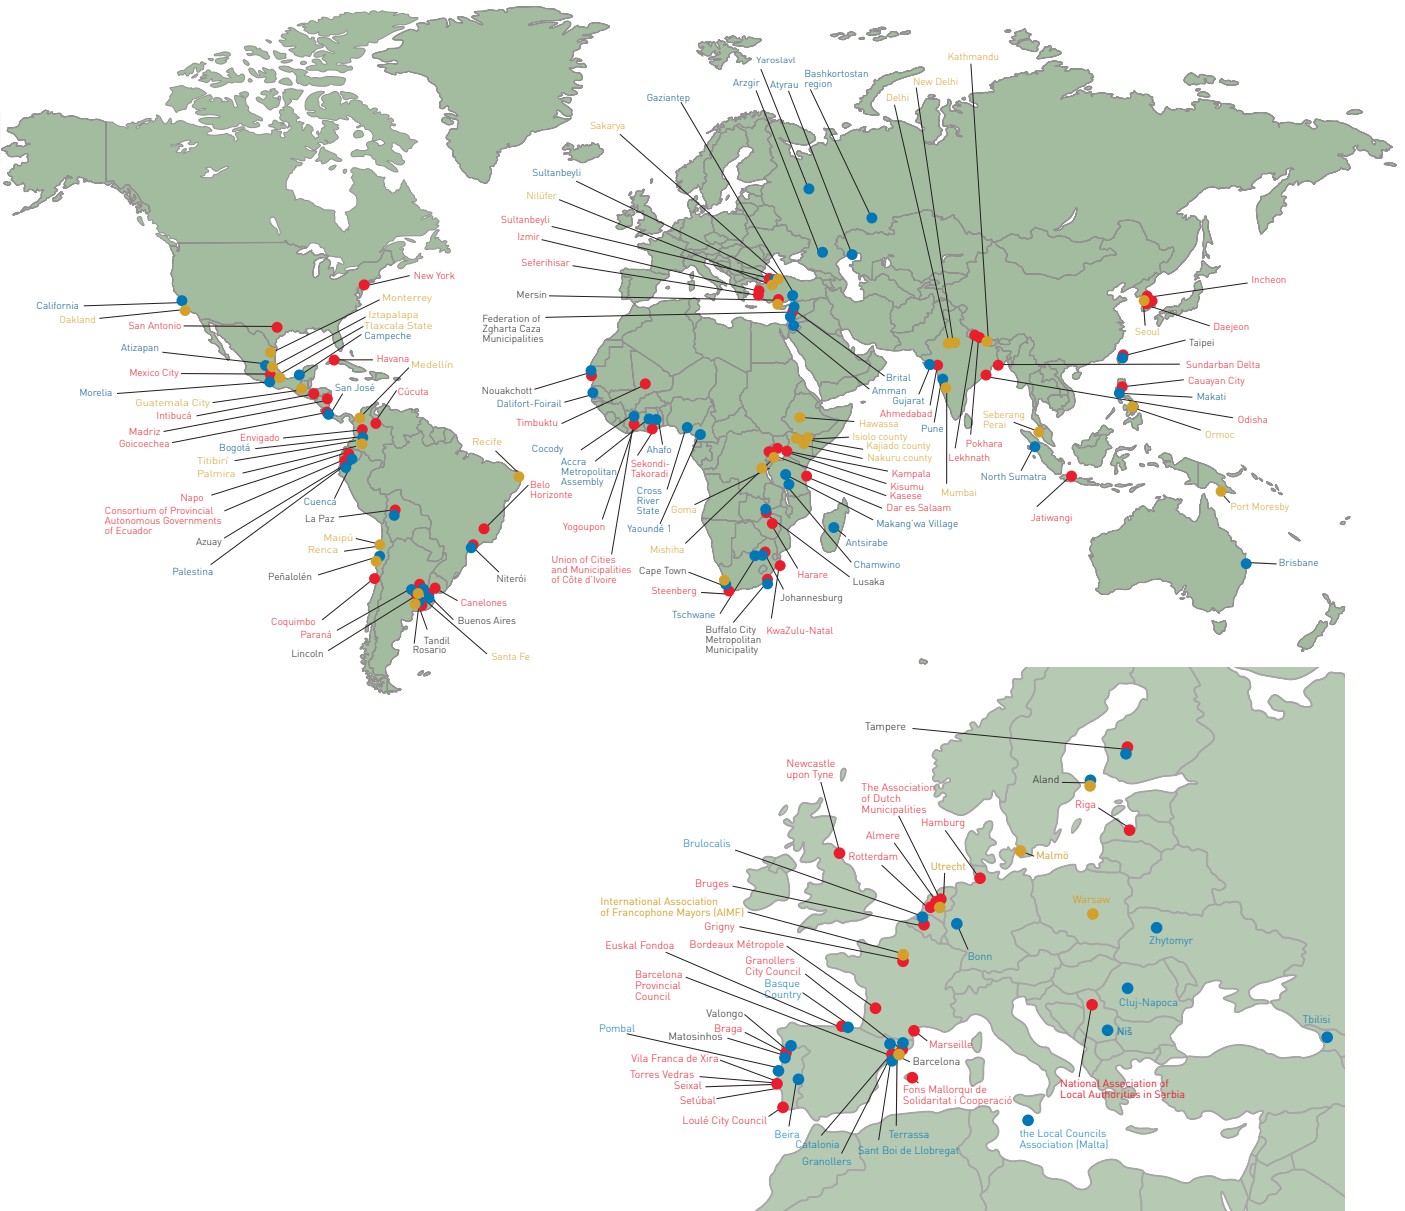 Kathmandu
Yaroslavl
Bashkortostan
region
Arzgir
Atyrau
New Delhi
Delhi
Gaziantep
Sakarya
Sultanbeyli
Nilüfer
Sultanbeyli
Izmir
Seferihisar
Mersin
Federation of
Zgharta Caza
Municipalities
New York
California
Oakland
Monterrey
Iztapalapa
Tlaxcala State
Campeche
San Antonio
Atizapan
Havana
Medellín
Mexico City
Morelia
San José
Cúcuta
Guatemala City
Intibucá
Madriz
Goicoechea
Envigado
Bogotá
Titibirí
Palmira
Recife
Napo
Cuenca
Belo
Horizonte
Consortium of Provincial
Autonomous Governments
of Ecuador
La Paz
Azuay
Maipú
Renca
Palestina
Peñalolén
Niterói
Canelones
Coquimbo
Buenos Aires
Paraná
Tandil
Rosario
Lincoln
Santa Fe
Nouakchott
Dalifort-Foirail
Timbuktu
Cocody
Ahafo
Accra
Metropolitan
Assembly
Sekondi-
Takoradi
Cross
River
State
Goma
Yogoupon
Yaoundé 1
Mishiha
Union of Cities
and Municipalities
of Côte d'Ivoire
Cape Town
Steenberg
Tschwane
Buffalo City
Metropolitan
Municipality
KwaZulu-Natal
Johannesburg
Harare
Lusaka
Chamwino
Antsirabe
Makang'wa Village
Dar es Salaam
Kasese
Kisumu
Kampala
Nakuru county
Kajiado county
Isiolo county
Hawassa
Brital
Amman
Gujarat
Ahmedabad
Pune
Pokhara
Lekhnath
Mumbai
Seberang
Perai
North Sumatra
Jatiwangi
Incheon
Seoul
Daejeon
Taipei
Sundarban Delta
Cauayan City
Makati
Odisha
Ormoc
Port Moresby
Brisbane
Tampere
Newcastle
upon Tyne
Aland
The Association
of Dutch
Municipalities
Riga
Hamburg
Almere
Brulocalis
Rotterdam
Malmö
Utrecht
Bruges
International Association
of Francophone Mayors (AIMF)
Warsaw
Grigny
Zhytomyr
Euskal Fondoa
Bordeaux Métropole
Bonn
Granollers
City Council
Barcelona
Provincial
Council
Basque
Country
Cluj-Napoca
Valongo
Tbilisi
Pombal
Braga
Niš
Matosinhos
Marseille
Vila Franca de Xira
Barcelona
Torres Vedras
Seixal
National Association of
Local Authorities in Serbia
Fons Mallorqui de
Solidaritat i Cooperació
Setúbal
Loulé City Council
Beira
Terrassa
the Local Councils
Association (Malta)
Catalonia
Sant Boi de Llobregat
Granollers